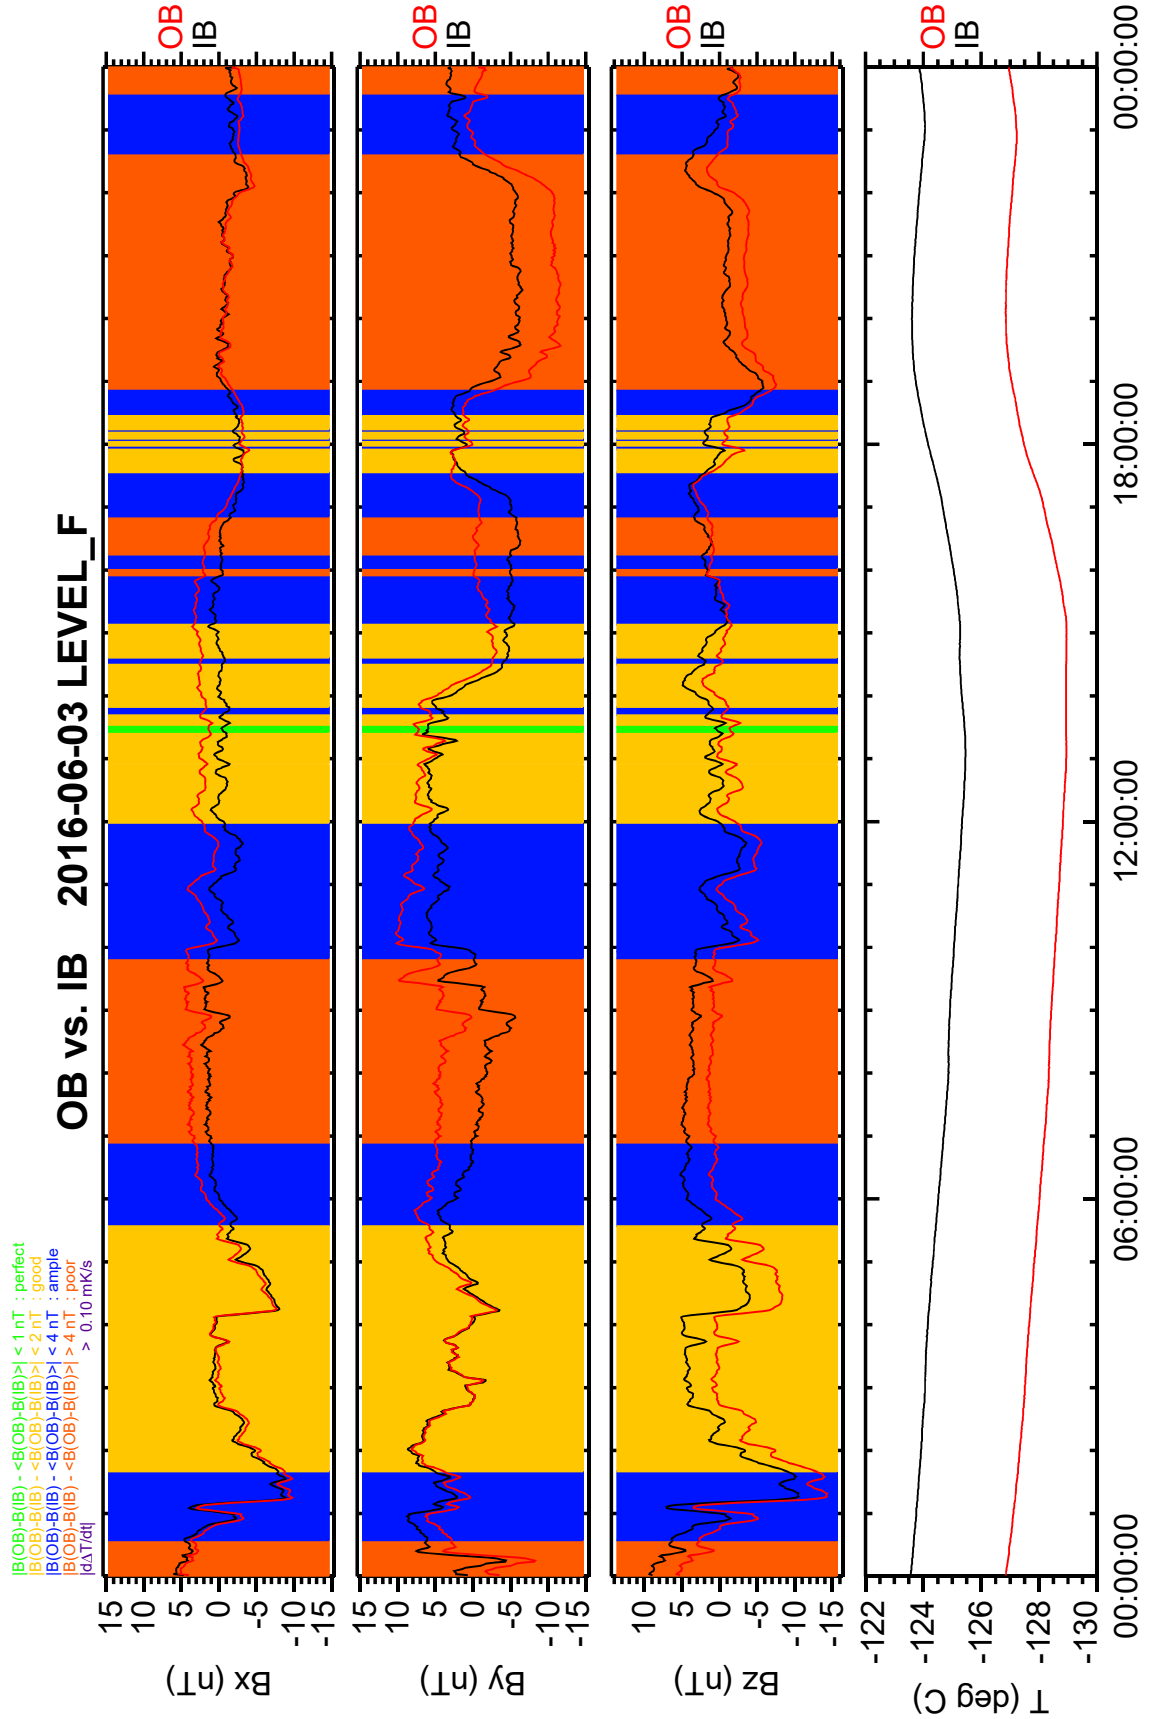 OB vs. IB 2016-06-03 LEVEL_F
|B(OB)-B(IB) - <B(OB)-B(IB)>| < 1 nT : perfect
|B(OB)-B(IB) - <B(OB)-B(IB)>| < 2 nT : good
|B(OB)-B(IB) - <B(OB)-B(IB)>| < 4 nT : ample
|B(OB)-B(IB) - <B(OB)-B(IB)>| > 4 nT : poor
|dΔT/dt| > 0.10 mK/s
Bx (nT)
15
10
5
0
-5
-10
-15
OB
IB
By (nT)
15
10
5
0
-5
-10
-15
OB
IB
Bz (nT)
10
5
0
-5
-10
-15
OB
IB
T (deg C)
-122
-124
-126
-128
-130
OB
IB
00:00:00
06:00:00
12:00:00
18:00:00
00:00:00